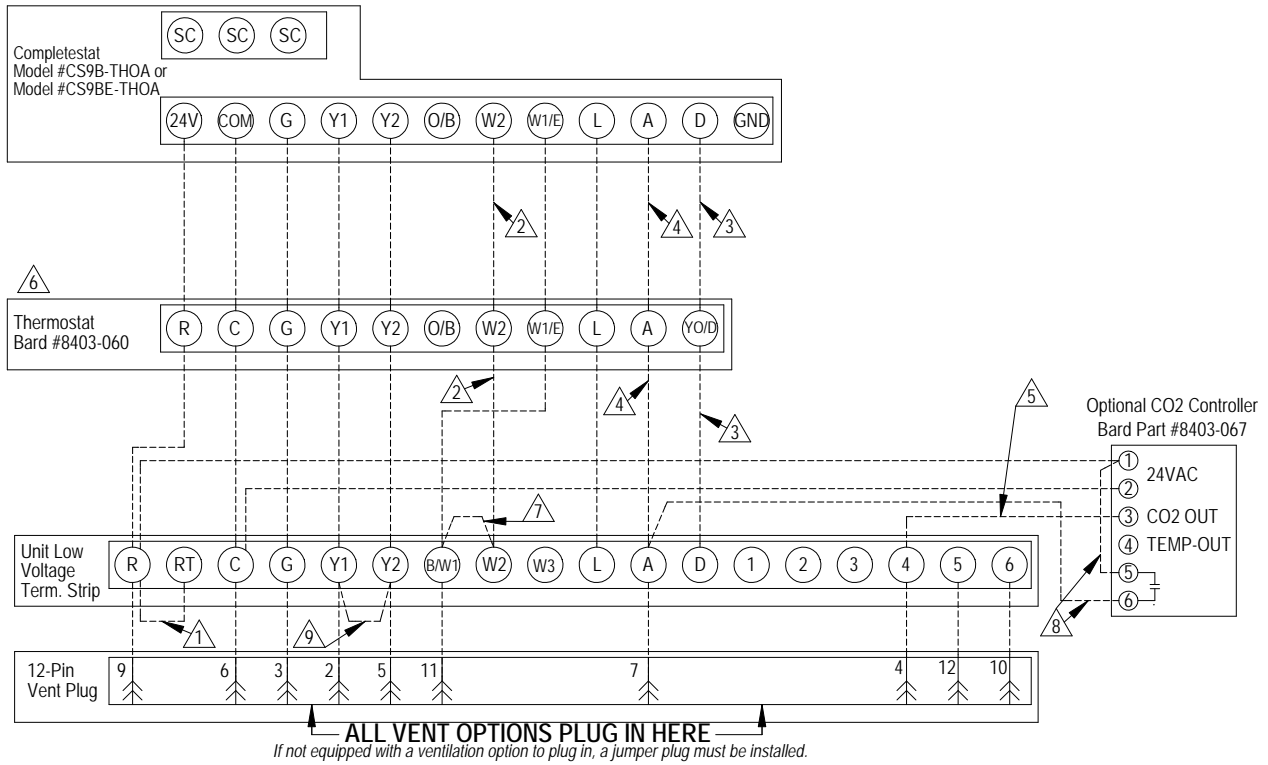 SC SC SC
Completestat
Model #CS9B-THOA or
Model #CS9BE-THOA
24V COM G Y1 Y2 O/B W2 W1/E L A D GND
2 4 3
6
Thermostat
Bard #8403-060
R C G Y1 Y2 O/B W2 W1/E L A YO/D
2 4 3 5
Optional CO2 Controller
Bard Part #8403-067
1
24VAC
2
3 CO2 OUT
4 TEMP-OUT
5
6
7
8
Unit Low
Voltage
Term. Strip
R RT C G Y1 Y2 B/W1 W2 W3 L A D 1 2 3 4 5 6
1 9
12-Pin
Vent Plug
9 6 3 2 5 11 7 4 12 10
ALL VENT OPTIONS PLUG IN HERE
If not equipped with a ventilation option to plug in, a jumper plug must be installed.